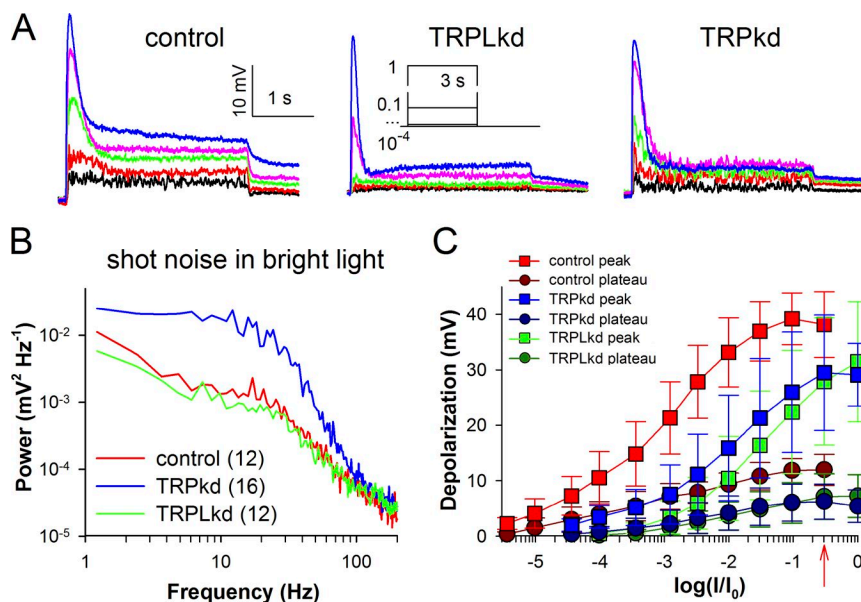 A
control
TRPLkd
TRPkd
10 mV
1 s
1
3 s
0.1
...
10⁻⁴
B
shot noise in bright light
10⁻²
10⁻³
10⁻⁴
10⁻⁵
Power (mV² Hz⁻¹)
control (12)
TRPkd (16)
TRPLkd (12)
1
10
100
Frequency (Hz)
C
control peak
control plateau
TRPkd peak
TRPkd plateau
TRPLkd peak
TRPLkd plateau
40
30
20
10
0
Depolarization (mV)
-5
-4
-3
-2
-1
0
log(I/I₀)